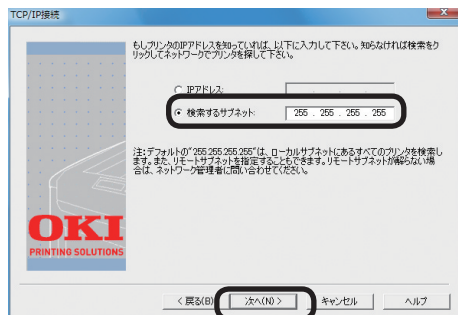 TCP/IP接続
もしプリンタのIPアドレスを知っていれば、以下に入力して下さい。知らなければ検索をク
リックしてネットワークでプリンタを探して下さい。
IPアドレス:
検索するサブネット: 255 . 255 . 255 . 255
注:デフォルトの"255.255.255.255"は、ローカルサブネットにあるすべてのプリンタを検索し
ます。また、リモートサブネットを指定することもできます。リモートサブネットが解らない場
合は、ネットワーク管理者に問い合わせてください。
OKI
PRINTING SOLUTIONS
< 戻る(B) 次へ(N) > キャンセル ヘルプ